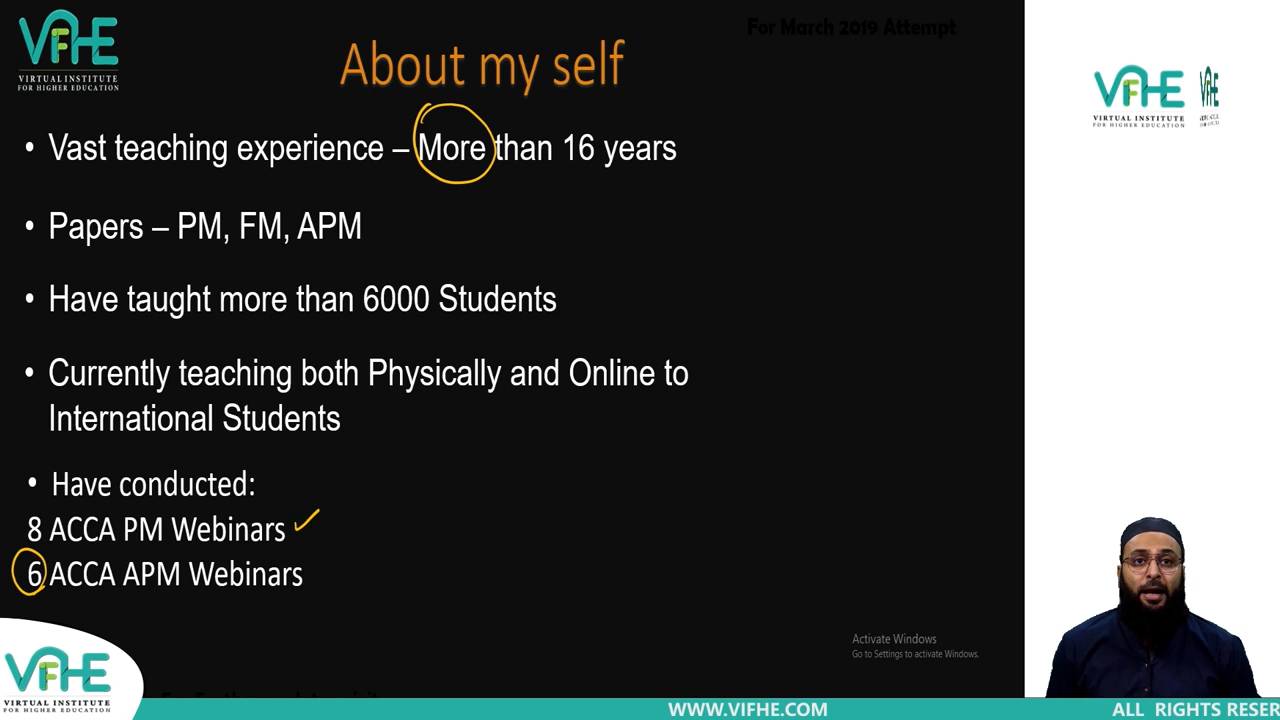 VFHE
VIRTUAL INSTITUTE
FOR HIGHER EDUCATION
For March 2019 Attempt
About my self
• Vast teaching experience – More than 16 years
• Papers – PM, FM, APM
• Have taught more than 6000 Students
• Currently teaching both Physically and Online to
International Students
• Have conducted:
8 ACCA PM Webinars
6 ACCA APM Webinars
VFHE
VIRTUAL INSTITUTE
FOR HIGHER EDUCATION
Activate Windows
Go to Settings to activate Windows.
VFHE
VIRTUAL INSTITUTE
FOR HIGHER EDUCATION
WWW.VIFHE.COM
ALL RIGHTS RESER